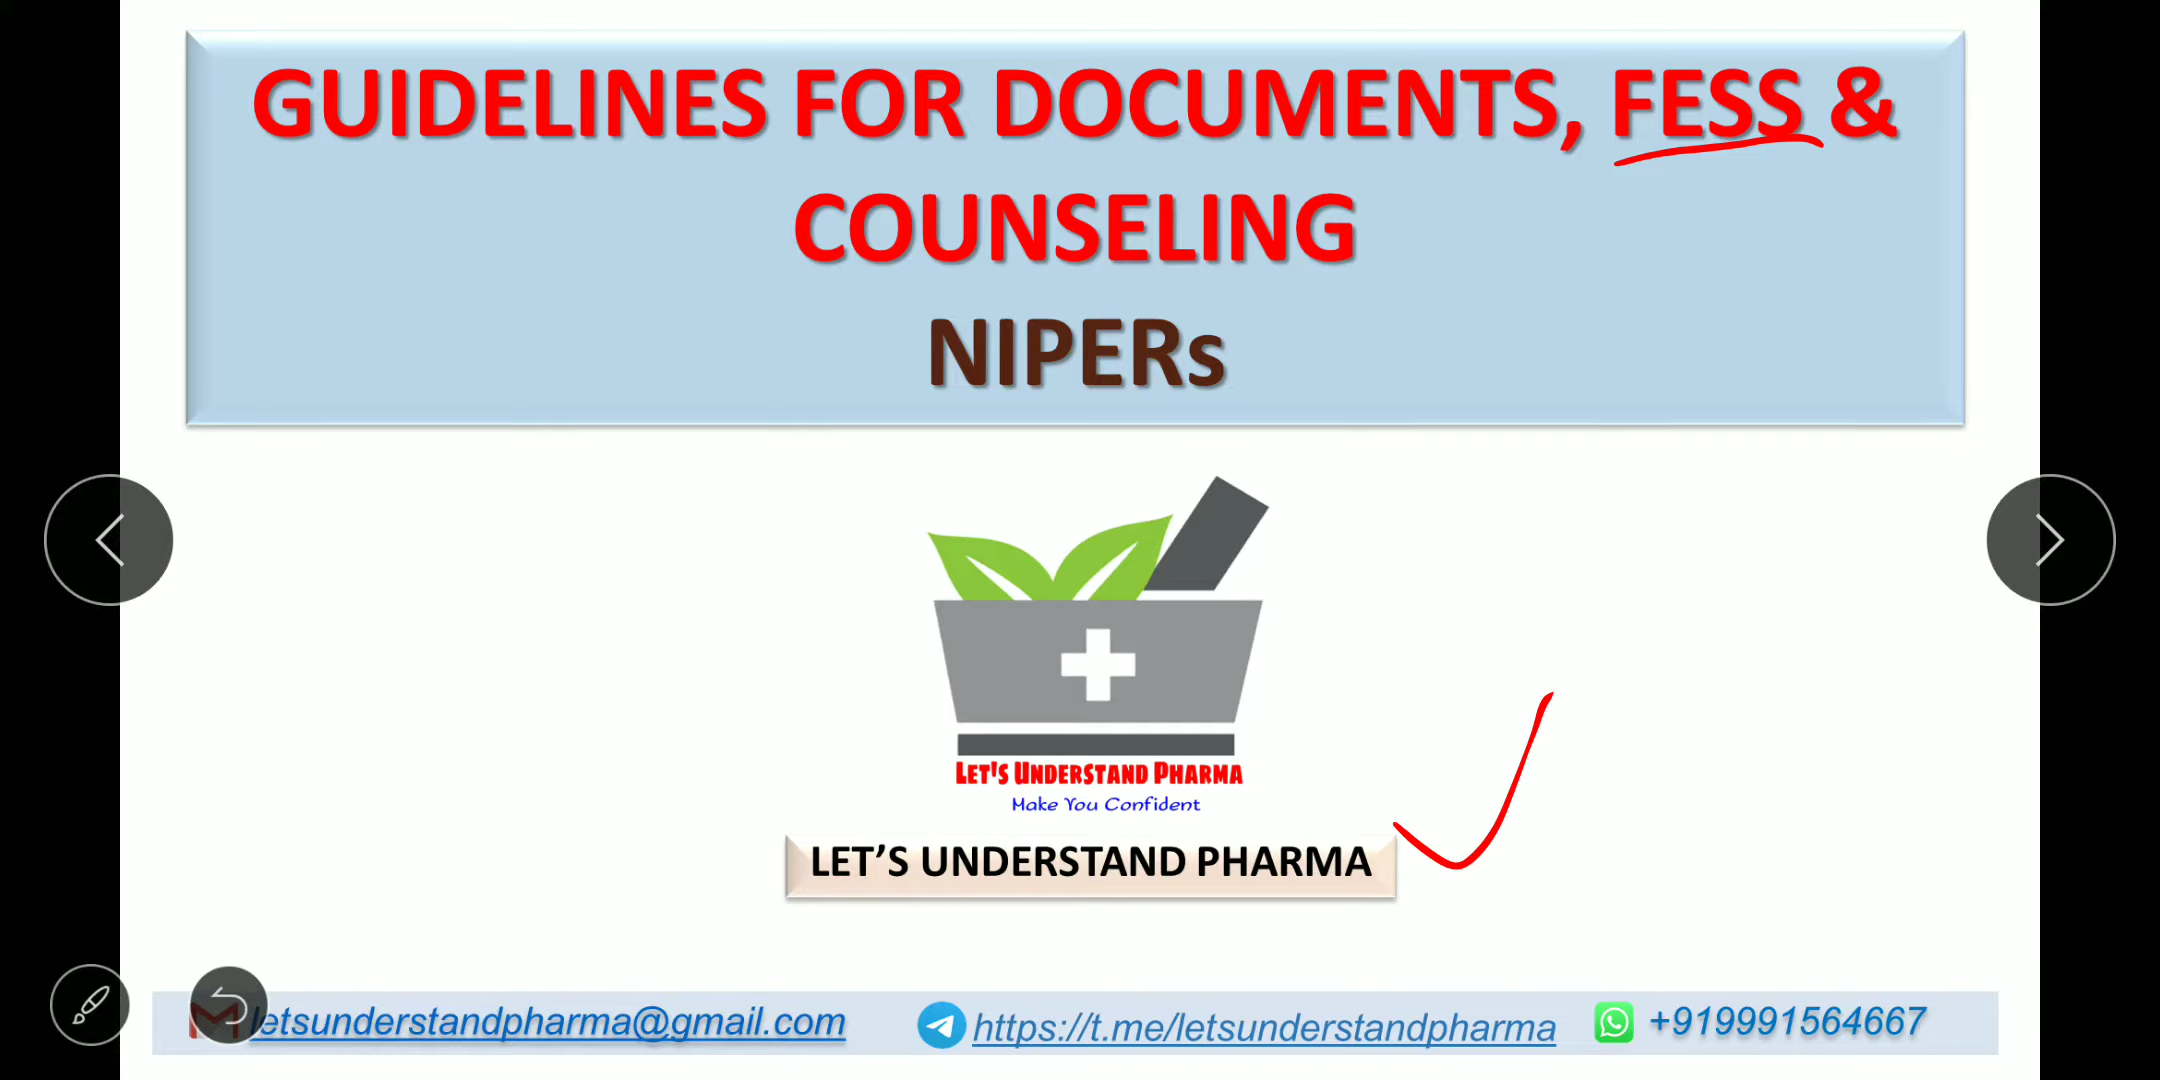 GUIDELINES FOR DOCUMENTS, FESS &
COUNSELING
NIPERs
LET'S UNDERSTAND PHARMA
Make You Confident
LET’S UNDERSTAND PHARMA
letsunderstandpharma@gmail.com https://t.me/letsunderstandpharma +919991564667